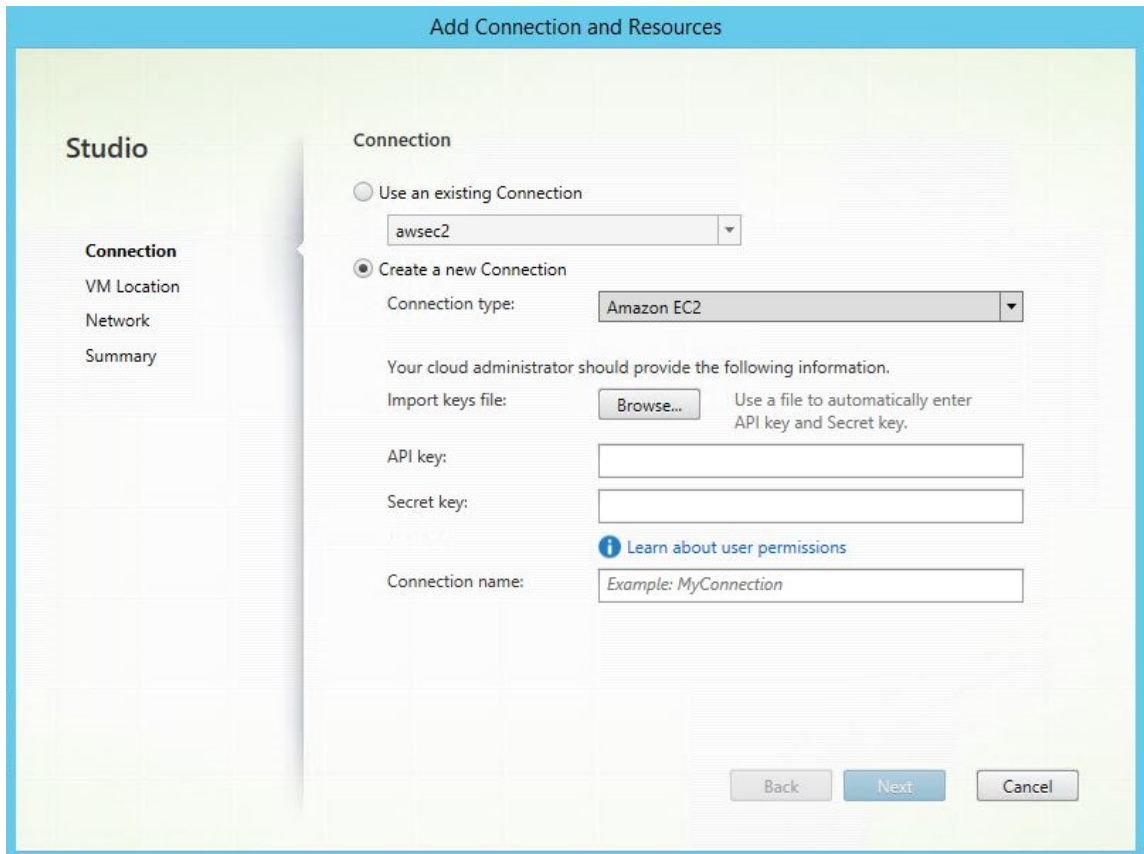 Add Connection and Resources
Studio
Connection
VM Location
Network
Summary
Connection
Use an existing Connection
awsec2
Create a new Connection
Connection type:
Amazon EC2
Your cloud administrator should provide the following information.
Import keys file:
Browse...
Use a file to automatically enter
API key and Secret key.
API key:
Secret key:
Learn about user permissions
Connection name:
Example: MyConnection
Back
Next
Cancel